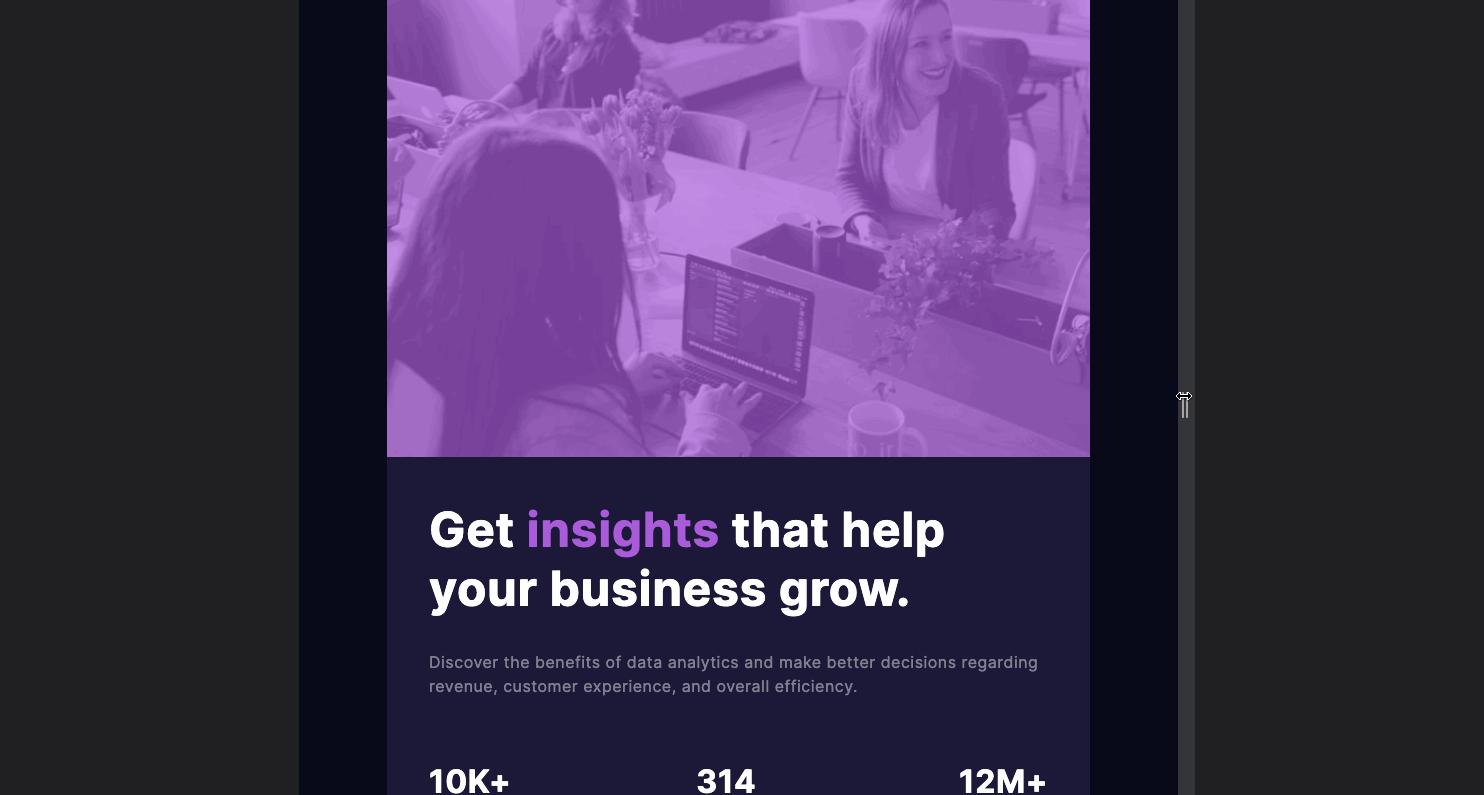 Get insights that help
your business grow.
Discover the benefits of data analytics and make better decisions regarding
revenue, customer experience, and overall efficiency.
10K+ 314 12M+